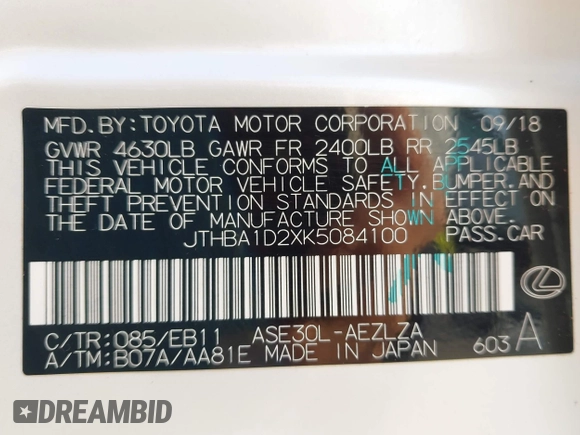 MFD.BY:TOYOTA MOTOR CORPORATION 09/18
GVWR 4630LB GAWR FR 2400LB RR 2545LB
THIS VEHICLE CONFORMS TO ALL APPLICABLE
FEDERAL MOTOR VEHICLE SAFETY,BUMPER,AND
THEFT PREVENTION STANDARDS IN EFFECT ON
THE DATE OF MANUFACTURE SHOWN ABOVE.
JTHBA1D2XK5084100 PASS.CAR
C/TR:085/EB11 ASE30L-AEZLZA
A/TM:B07A/AA81E MADE IN JAPAN 603 A
DREAMBID